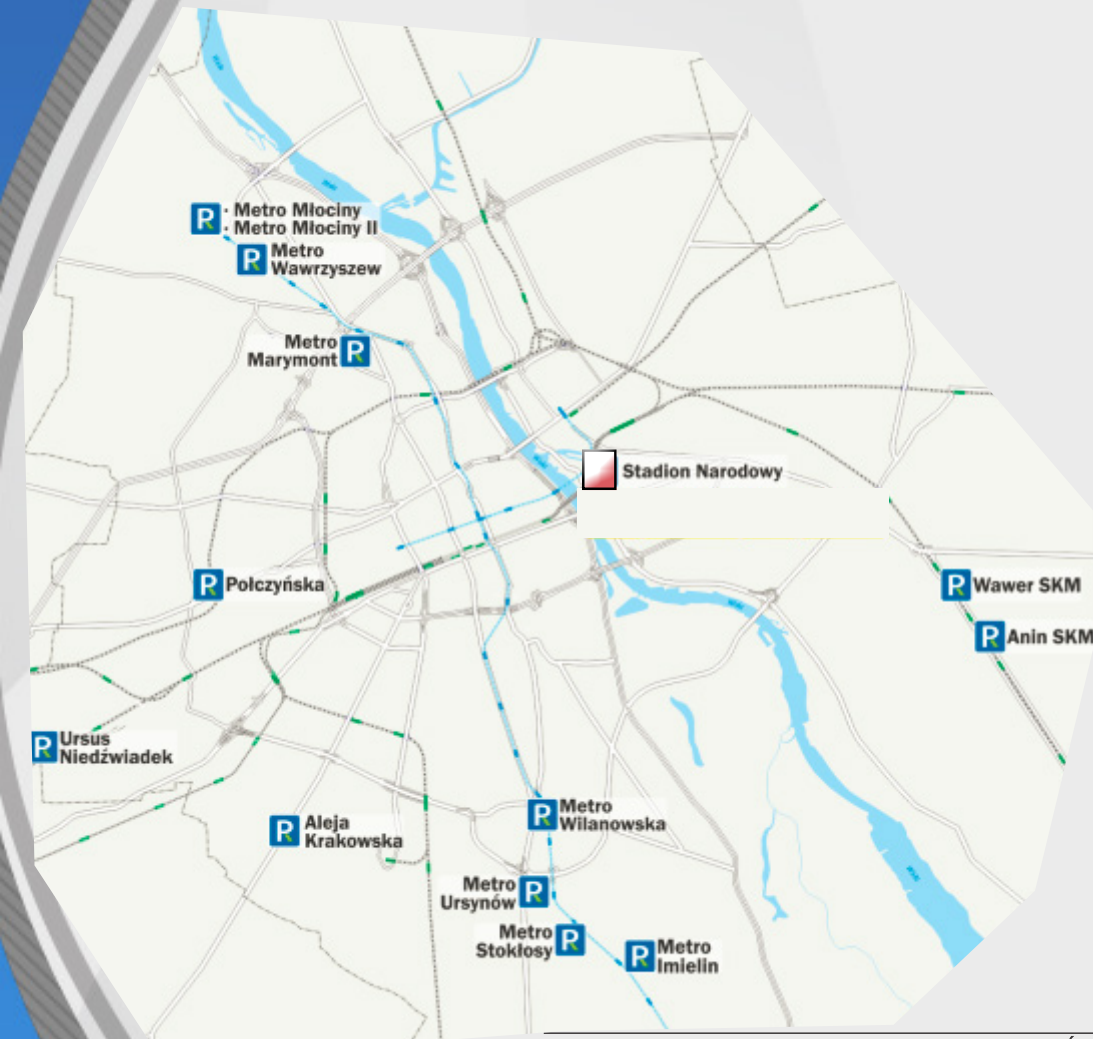 · Metro Młociny
· Metro Młociny II
R
R
Metro
Wawrzyszew
Metro
Marymont
R
Stadion Narodowy
R
Połczyńska
R
Wawer SKM
R
Anin SKM
R
Ursus
Niedźwiadek
R
Aleja
Krakowska
R
Metro
Wilanowska
Metro
Ursynów
R
Metro
Stokłosy
R
R
Metro
Imielin